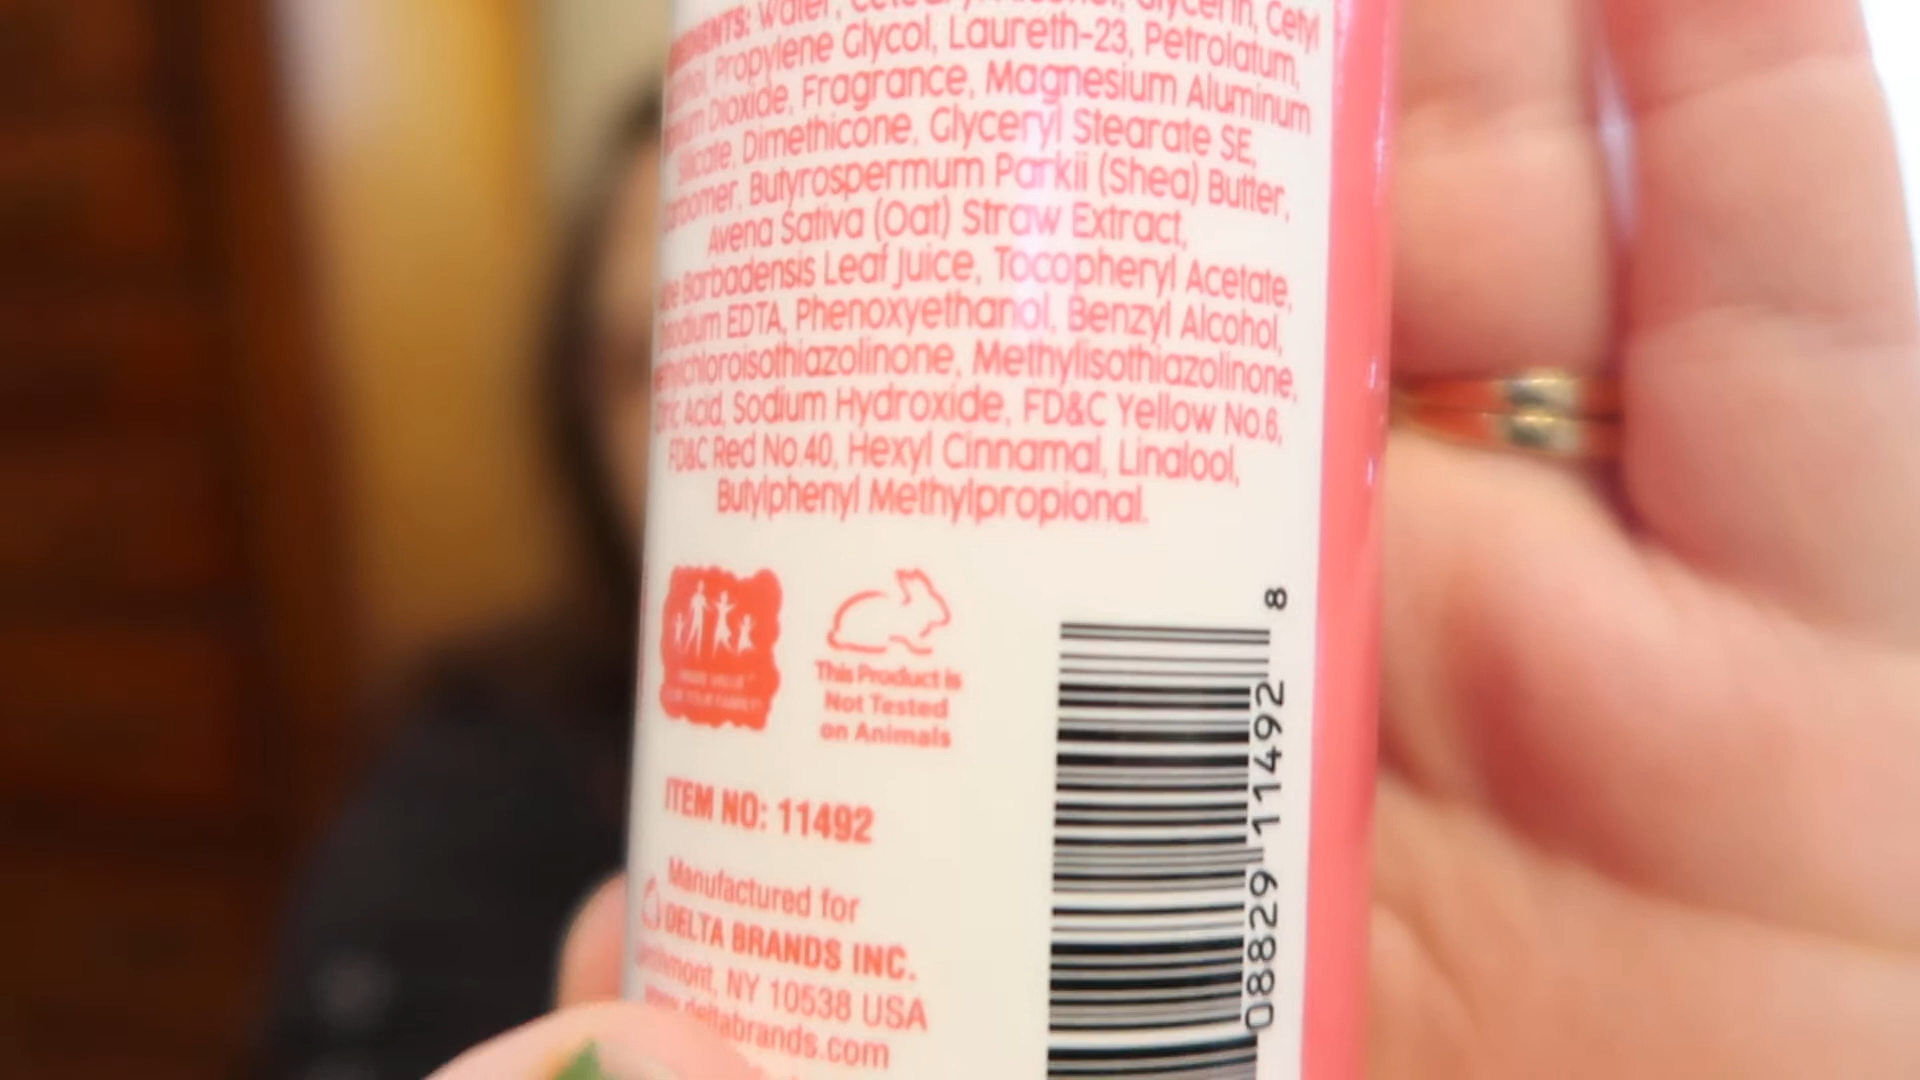 Water, Glycerin, Cetyl
Propylene Glycol, Laureth-23, Petrolatum,
Dioxide, Fragrance, Magnesium Aluminum
Dimethicone, Glyceryl Stearate SE,
Butyrospermum Parkii (Shea) Butter,
Avena Sativa (Oat) Straw Extract,
Barbadensis Leaf Juice, Tocopheryl Acetate,
EDTA, Phenoxyethanol, Benzyl Alcohol,
Methylisothiazolinone,
Acid, Sodium Hydroxide, FD&C Yellow No.6,
FD&C Red No.40, Hexyl Cinnamal, Linalool,
Butylphenyl Methylpropional.
This Product is
Not Tested
on Animals
ITEM NO: 11492
Manufactured for
DELTA BRANDS INC.
NY 10538 USA
08829 11492 8